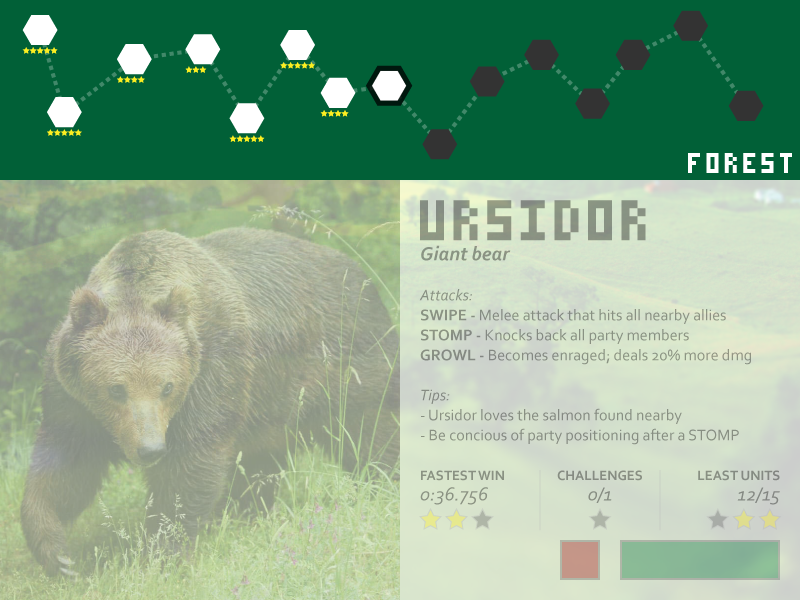 FOREST
URSIDOR
Giant bear
Attacks:
SWIPE - Melee attack that hits all nearby allies
STOMP - Knocks back all party members
GROWL - Becomes enraged; deals 20% more dmg
Tips:
- Ursidor loves the salmon found nearby
- Be concious of party positioning after a STOMP
FASTEST WIN CHALLENGES LEAST UNITS
0:36.756 0/1 12/15